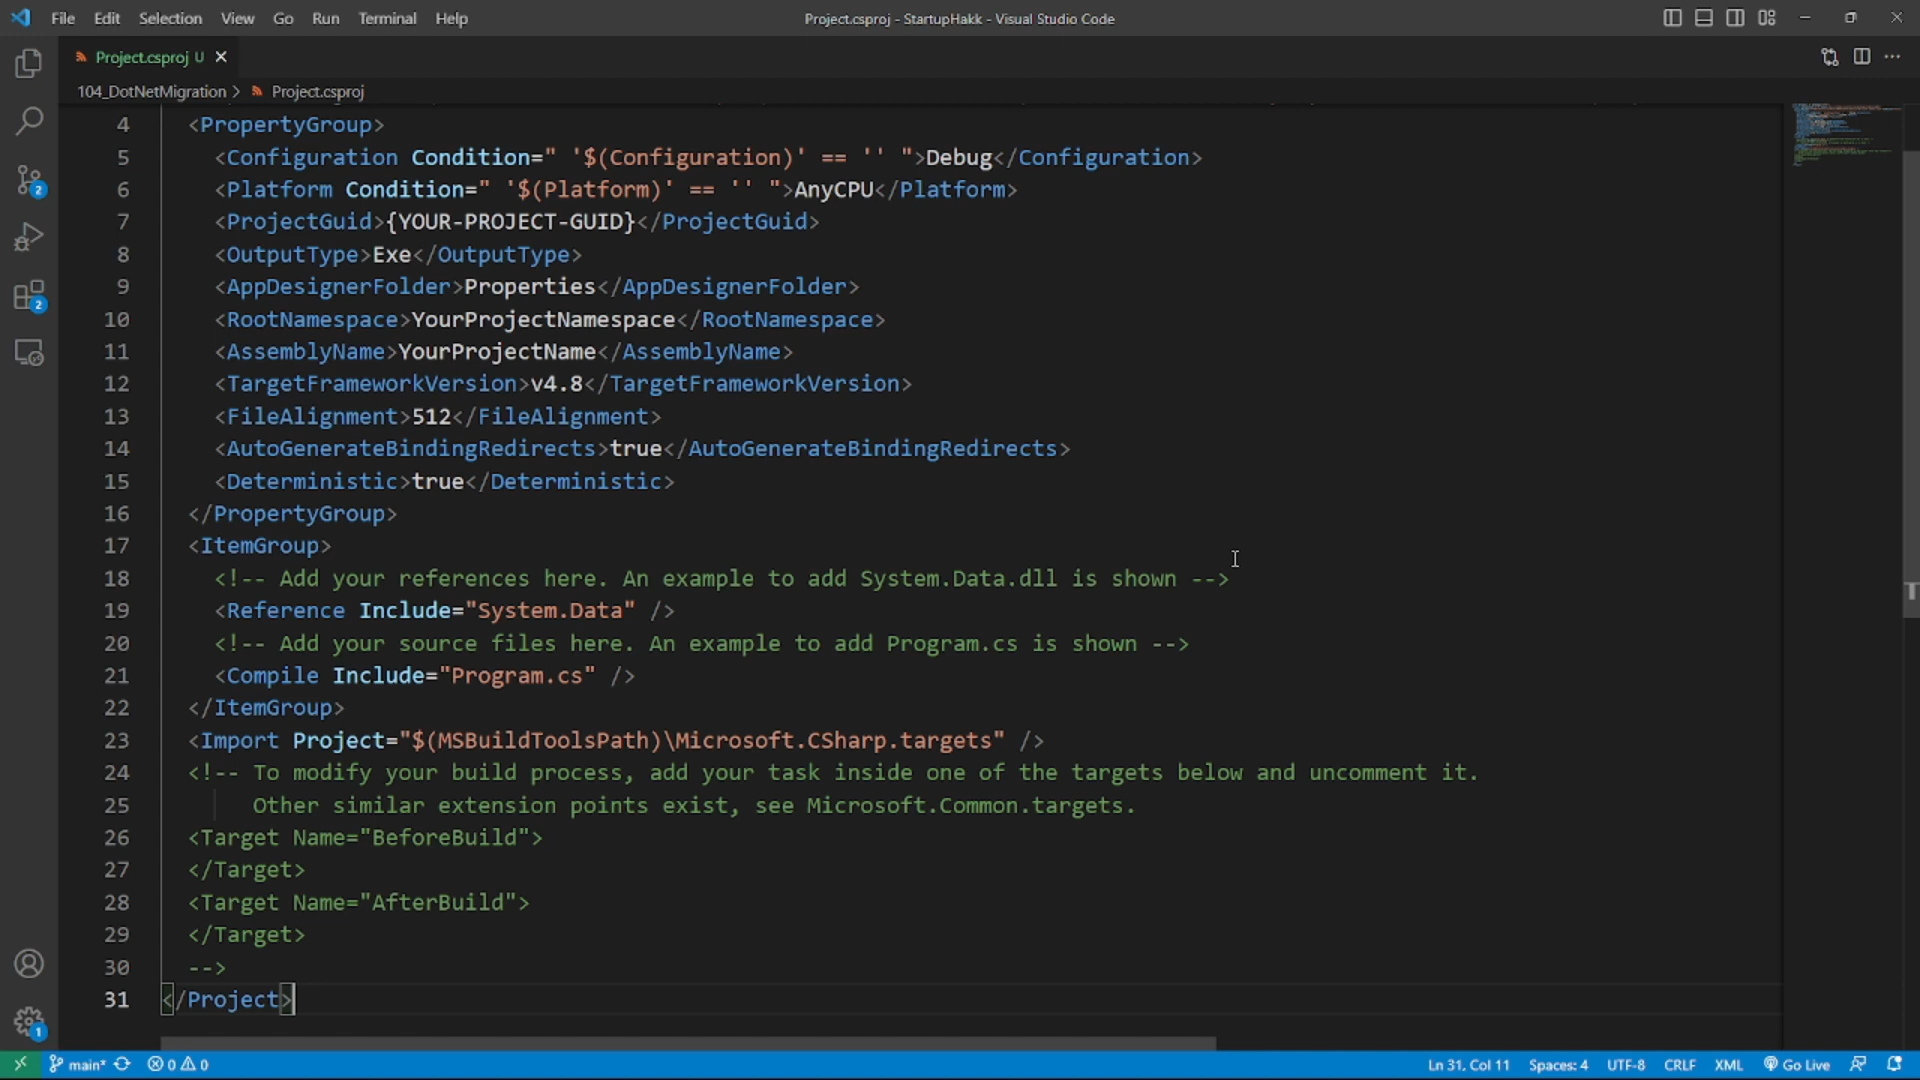 File Edit Selection View Go Run Terminal Help
Project.csproj - StartupHakk - Visual Studio Code
Project.csproj U
104_DotNetMigration > Project.csproj
4 <PropertyGroup>
5 <Configuration Condition=" '$(Configuration)' == '' ">Debug</Configuration>
6 <Platform Condition=" '$(Platform)' == '' ">AnyCPU</Platform>
7 <ProjectGuid>{YOUR-PROJECT-GUID}</ProjectGuid>
8 <OutputType>Exe</OutputType>
9 <AppDesignerFolder>Properties</AppDesignerFolder>
10 <RootNamespace>YourProjectNamespace</RootNamespace>
11 <AssemblyName>YourProjectName</AssemblyName>
12 <TargetFrameworkVersion>v4.8</TargetFrameworkVersion>
13 <FileAlignment>512</FileAlignment>
14 <AutoGenerateBindingRedirects>true</AutoGenerateBindingRedirects>
15 <Deterministic>true</Deterministic>
16 </PropertyGroup>
17 <ItemGroup>
18 <!-- Add your references here. An example to add System.Data.dll is shown -->
19 <Reference Include="System.Data" />
20 <!-- Add your source files here. An example to add Program.cs is shown -->
21 <Compile Include="Program.cs" />
22 </ItemGroup>
23 <Import Project="$(MSBuildToolsPath)\Microsoft.CSharp.targets" />
24 <!-- To modify your build process, add your task inside one of the targets below and uncomment it.
25 Other similar extension points exist, see Microsoft.Common.targets.
26 <Target Name="BeforeBuild">
27 </Target>
28 <Target Name="AfterBuild">
29 </Target>
30 -->
31 </Project>
2
2
1
main* 0 0 Ln 31, Col 11 Spaces: 4 UTF-8 CRLF XML Go Live